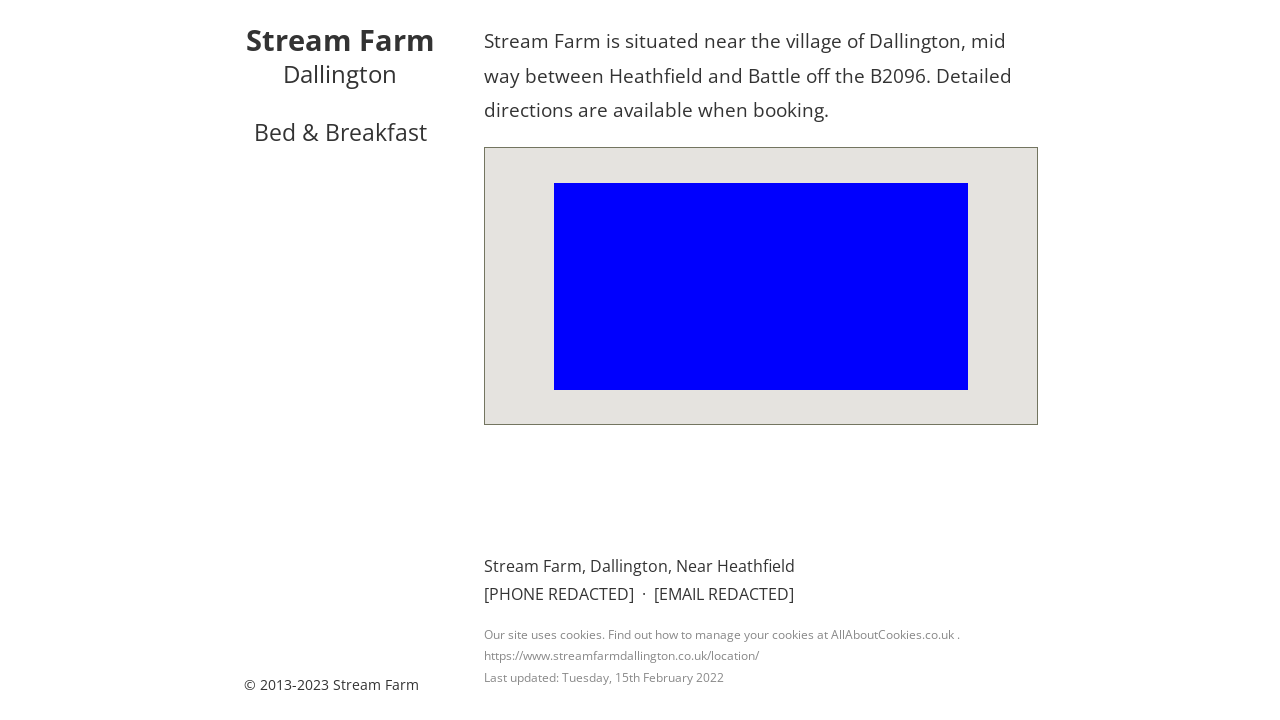 Stream Farm
Dallington
Bed & Breakfast
Stream Farm is situated near the village of Dallington, mid
way between Heathfield and Battle off the B2096. Detailed
directions are available when booking.
Stream Farm, Dallington, Near Heathfield
[PHONE REDACTED] · [EMAIL REDACTED]
Our site uses cookies. Find out how to manage your cookies at AllAboutCookies.co.uk .
https://www.streamfarmdallington.co.uk/location/
Last updated: Tuesday, 15th February 2022
© 2013-2023 Stream Farm